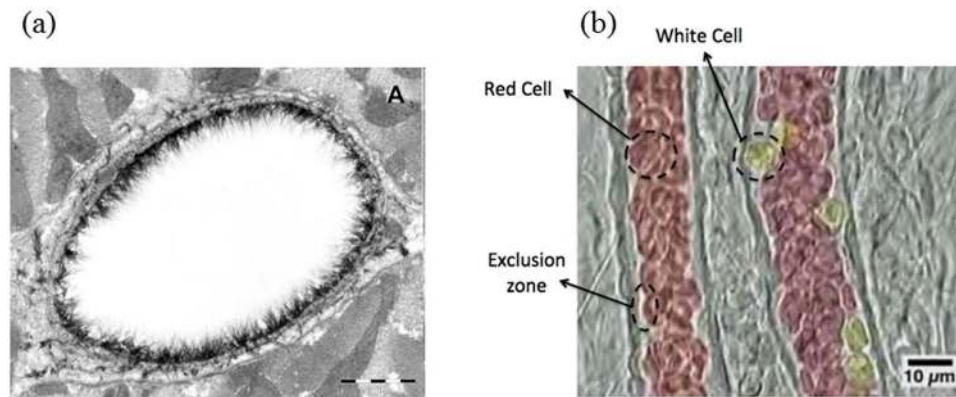 (a)
(b)
White Cell
A
Red Cell
Exclusion
zone
10 µm